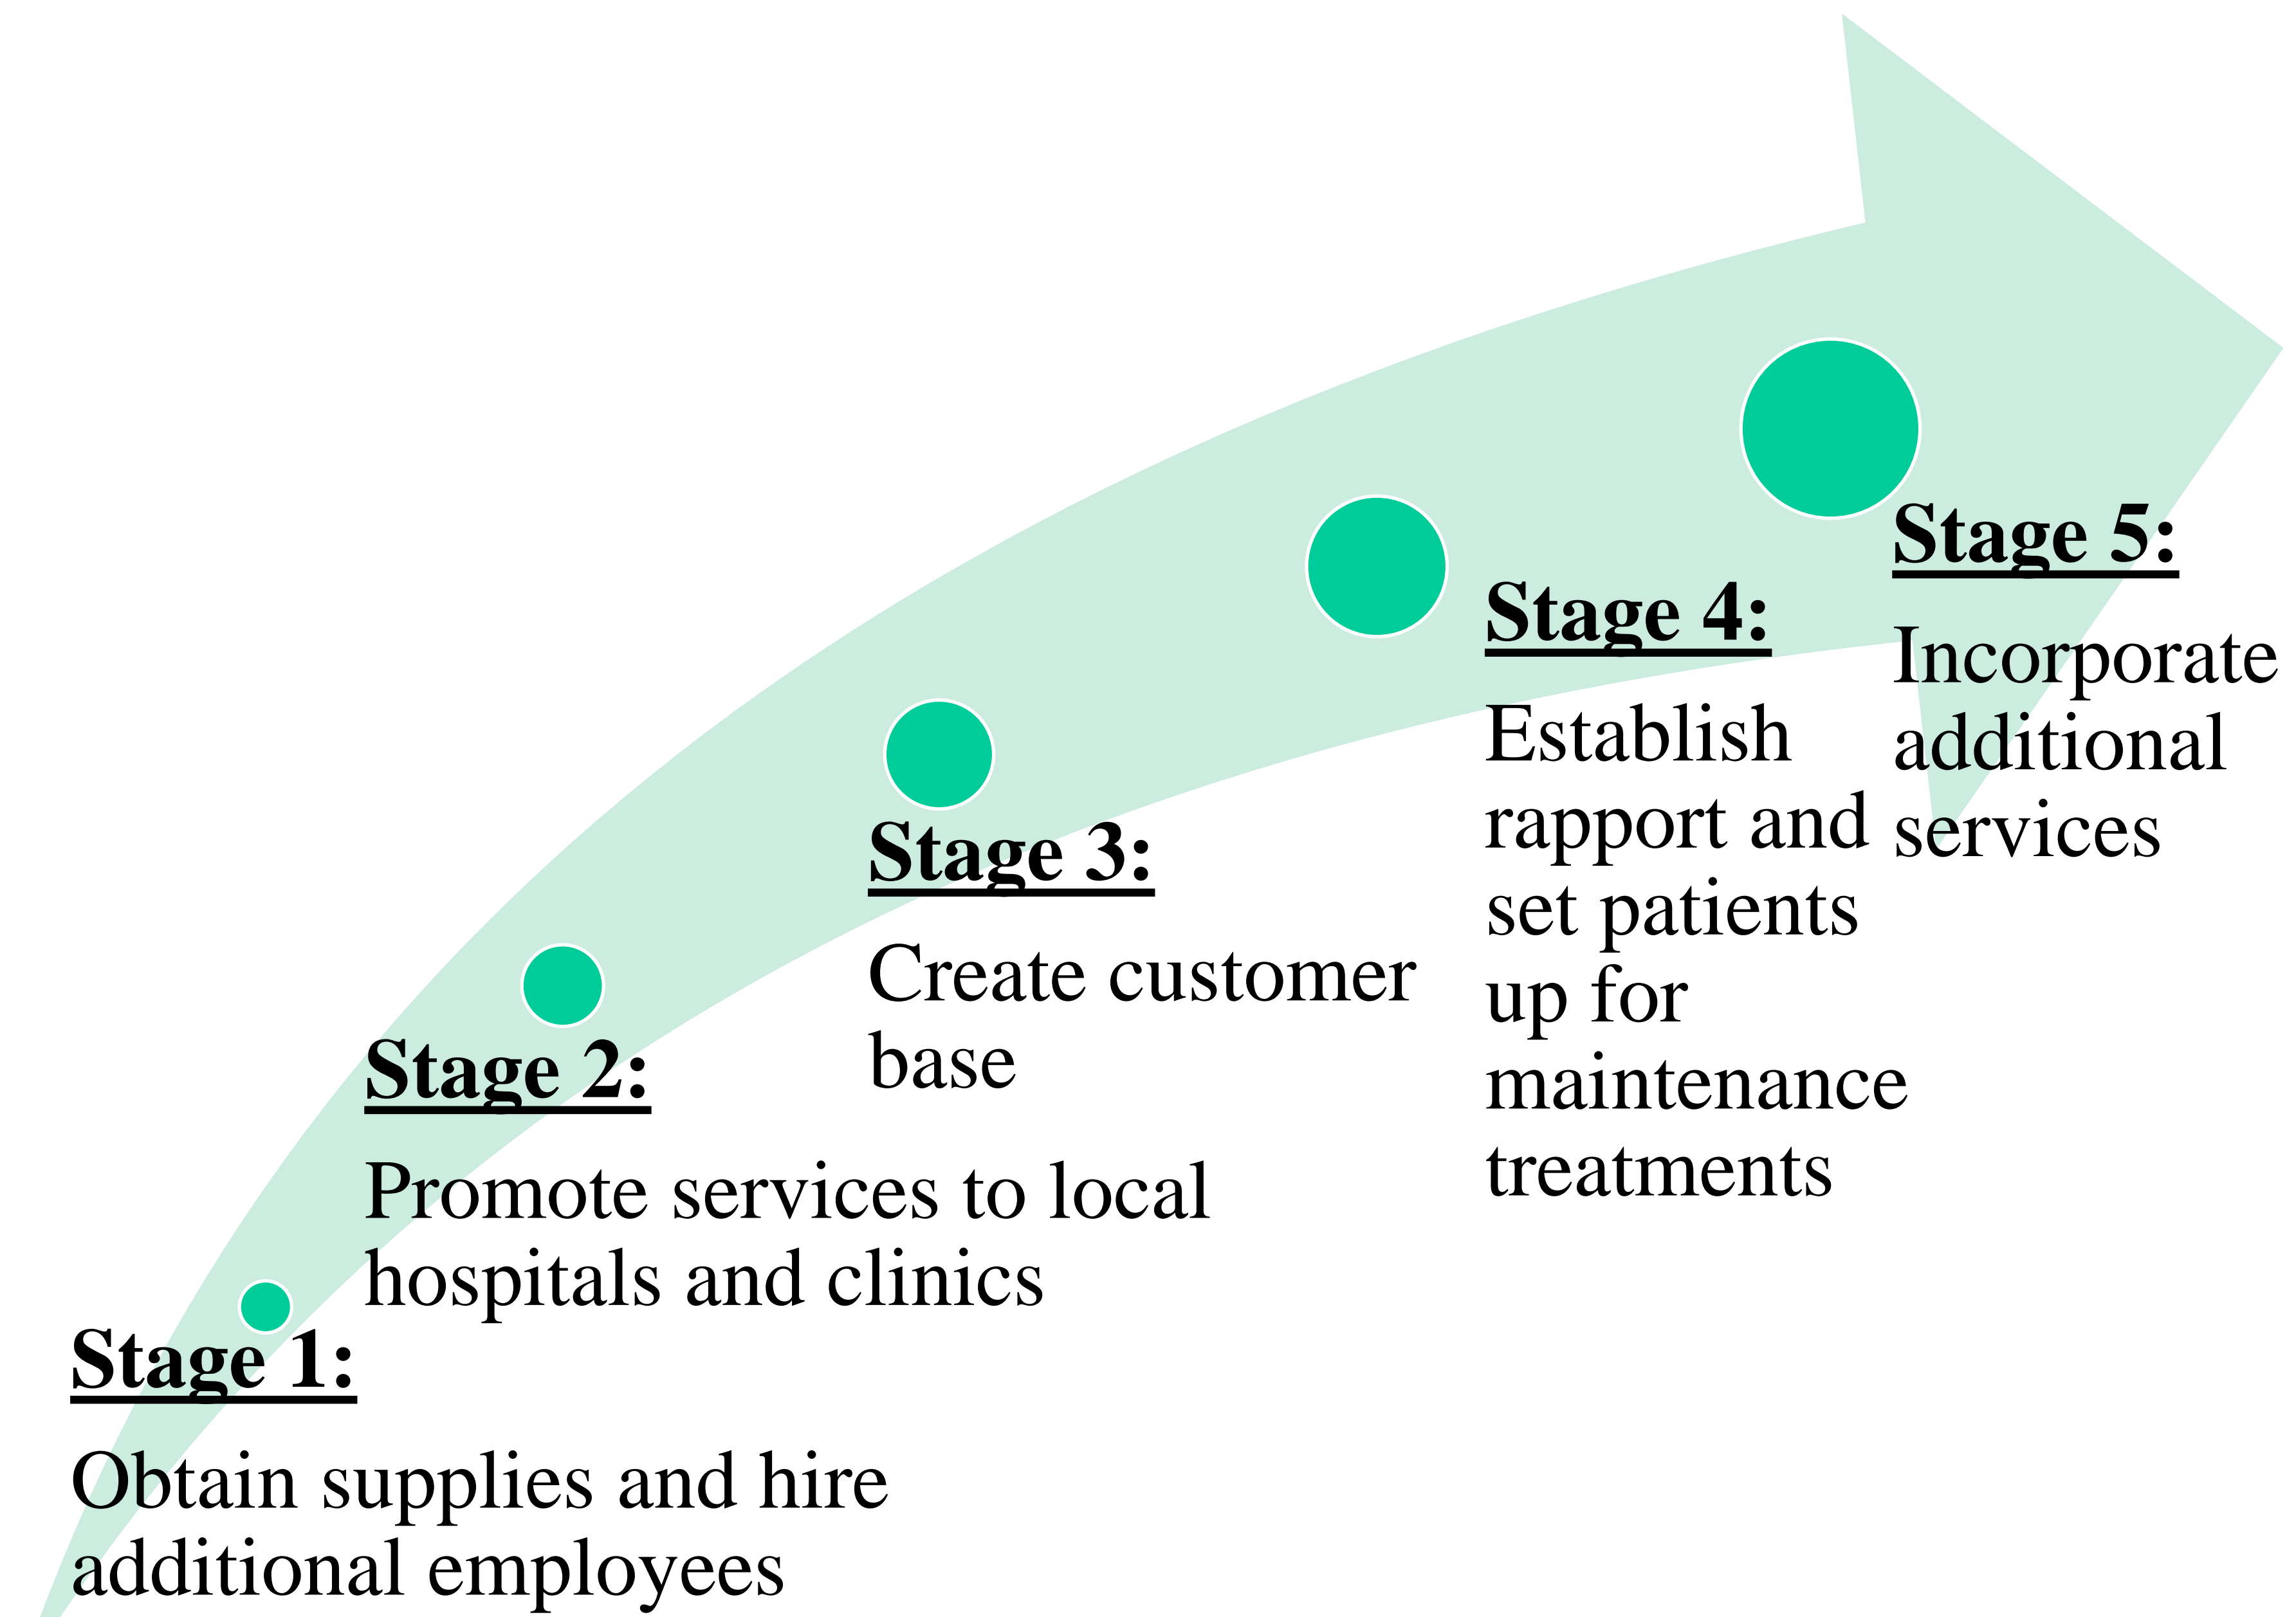 Stage 1:
Obtain supplies and hire
additional employees
Stage 2:
Promote services to local
hospitals and clinics
Stage 3:
Create customer
base
Stage 4:
Establish
rapport and
set patients
up for
maintenance
treatments
Stage 5:
Incorporate
additional
services